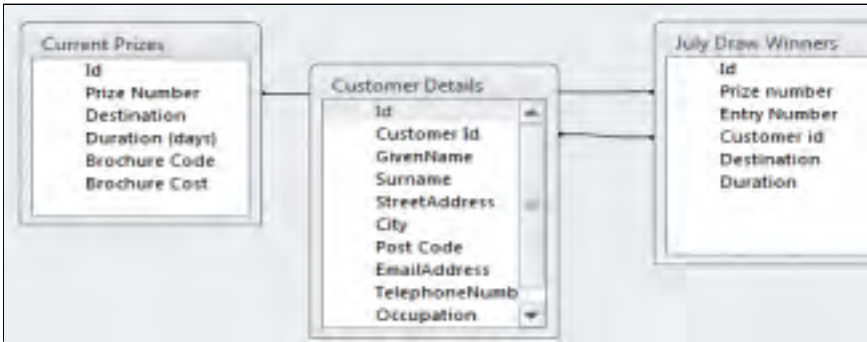 Current Prizes
Id
Prize Number
Destination
Duration (days)
Brochure Code
Brochure Cost
Customer Details
Id
Customer Id
GivenName
Surname
StreetAddress
City
Post Code
EmailAddress
TelephoneNumb
Occupation
July Draw Winners
Id
Prize number
Entry Number
Customer id
Destination
Duration